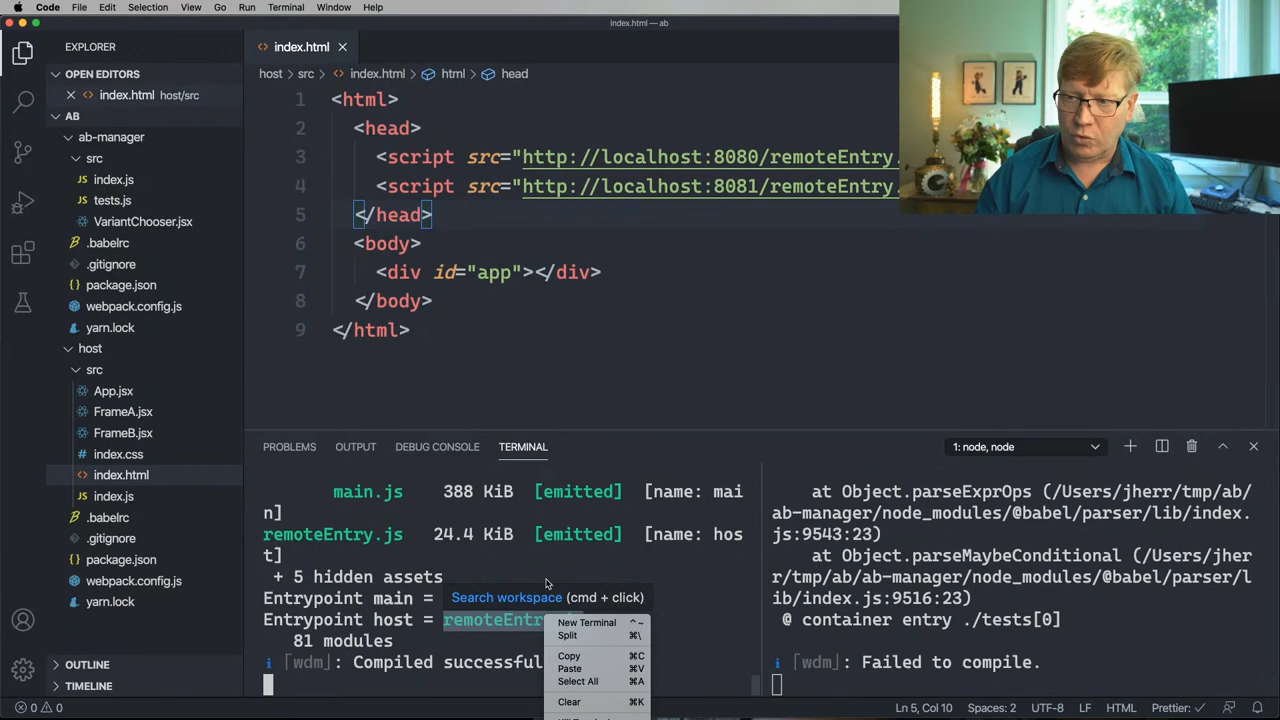 Code File Edit Selection View Go Run Terminal Window Help
index.html — ab
EXPLORER
OPEN EDITORS
index.html host/src
AB
ab-manager
src
JS index.js
JS tests.js
VariantChooser.jsx
.babelrc
.gitignore
package.json
webpack.config.js
yarn.lock
host
src
App.jsx
FrameA.jsx
FrameB.jsx
# index.css
<> index.html
JS index.js
.babelrc
.gitignore
package.json
webpack.config.js
yarn.lock
OUTLINE
TIMELINE
<> index.html
host > src > <> index.html > html > head
1 <html>
2 <head>
3 <script src="http://localhost:8080/remoteEntry.
4 <script src="http://localhost:8081/remoteEntry.
5 </head>
6 <body>
7 <div id="app"></div>
8 </body>
9 </html>
PROBLEMS OUTPUT DEBUG CONSOLE TERMINAL
1: node, node
main.js 388 KiB [emitted] [name: mai
n]
remoteEntry.js 24.4 KiB [emitted] [name: hos
t]
+ 5 hidden assets
Entrypoint main =
Entrypoint host = remoteEntr
81 modules
i ｢wdm｣: Compiled successful
Search workspace (cmd + click)
New Terminal ⌃~
Split ⌘\
Copy ⌘C
Paste ⌘V
Select All ⌘A
Clear ⌘K
at Object.parseExprOps (/Users/jherr/tmp/ab/
ab-manager/node_modules/@babel/parser/lib/index.
js:9543:23)
at Object.parseMaybeConditional (/Users/jher
r/tmp/ab/ab-manager/node_modules/@babel/parser/l
ib/index.js:9516:23)
@ container entry ./tests[0]
i ｢wdm｣: Failed to compile.
0 0
Ln 5, Col 10 Spaces: 2 UTF-8 LF HTML Prettier: ✓